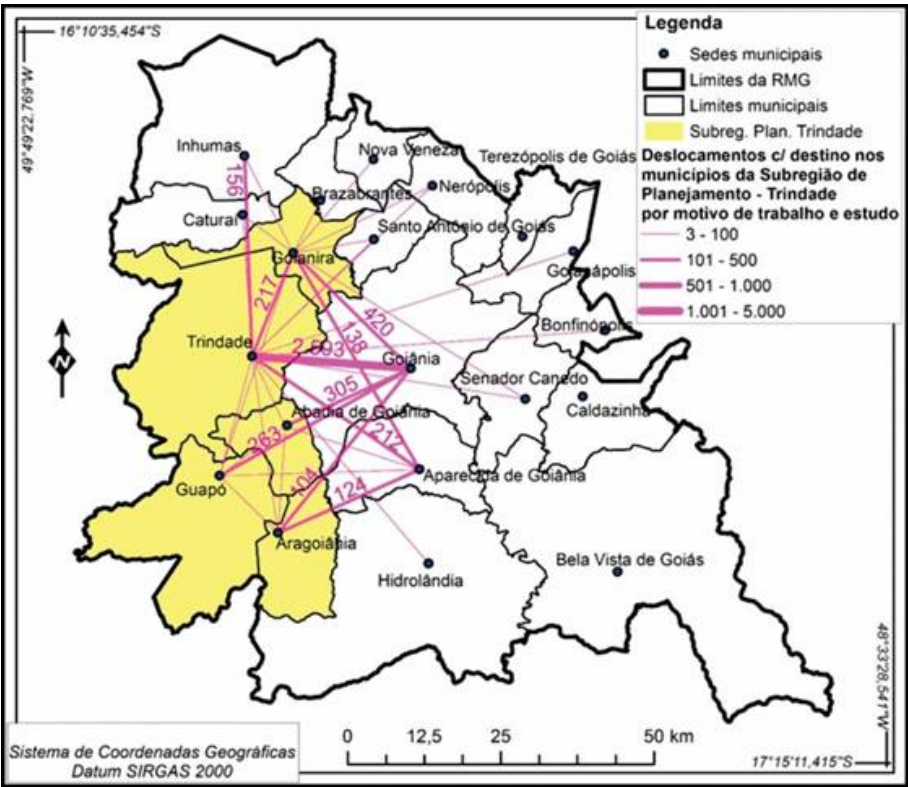 16°10'35,454"S
49°49'22,769"W
Legenda
Sedes municipais
Limites da RMG
Limites municipais
Subreg. Plan. Trindade
Deslocamentos c/ destino nos
municípios da Subregião de
Planejamento - Trindade
por motivo de trabalho e estudo
3 - 100
101 - 500
501 - 1.000
1.001 - 5.000
Inhumas
Nova Veneza
Terezópolis de Goiás
156
Brazabrantes
Nerópolis
Caturaí
Santo Antônio de Goiás
Goianira
Goianápolis
217
420
138
Bonfinópolis
Trindade
2.593
Goiânia
305
Senador Canedo
Abadia de Goiânia
Caldazinha
263
212
Guapó
104
124
Aparecida de Goiânia
Aragoiânia
Hidrolândia
Bela Vista de Goiás
N
48°33'28,541"W
0 12,5 25 50 km
Sistema de Coordenadas Geográficas
Datum SIRGAS 2000
17°15'11,415"S